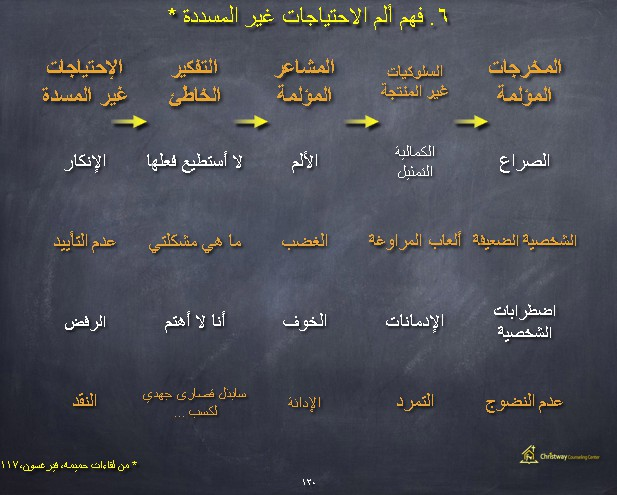 ٦. فهم ألم الاحتياجات غير المسددة *
المخرجات المؤلمة
السلوكيات غير المنتجة
المشاعر المؤلمة
التفكير الخاطئ
الإحتياجات غير المسدة
الصراع
الكمالية
التمثيل
الألم
لا أستطيع فعلها
الإنكار
الشخصية الضعيفة
ألعاب المراوغة
الغضب
ما هي مشكلتي
عدم التأييد
اضطرابات
الشخصية
الإدمانات
الخوف
أنا لا أهتم
الرفض
عدم النضوج
التمرد
الإدانة
سابذل قصارى جهدي
لكسب ...
النقد
Christway Counseling Center
* من لقاءات حميمة، فيرغسون، ١١٧
١٢٠